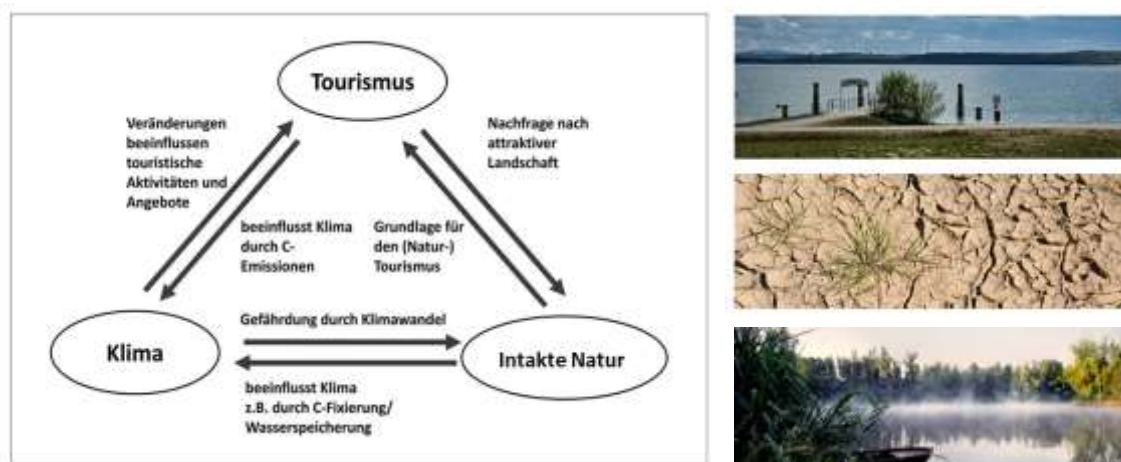 Tourismus
Veränderungen
beeinflussen
touristische
Aktivitäten und
Angebote
Nachfrage nach
attraktiver
Landschaft
beeinflusst Klima
durch C-
Emissionen
Grundlage für
den (Natur-)
Tourismus
Gefährdung durch Klimawandel
Klima
Intakte Natur
beeinflusst Klima
z.B. durch C-Fixierung/
Wasserspeicherung